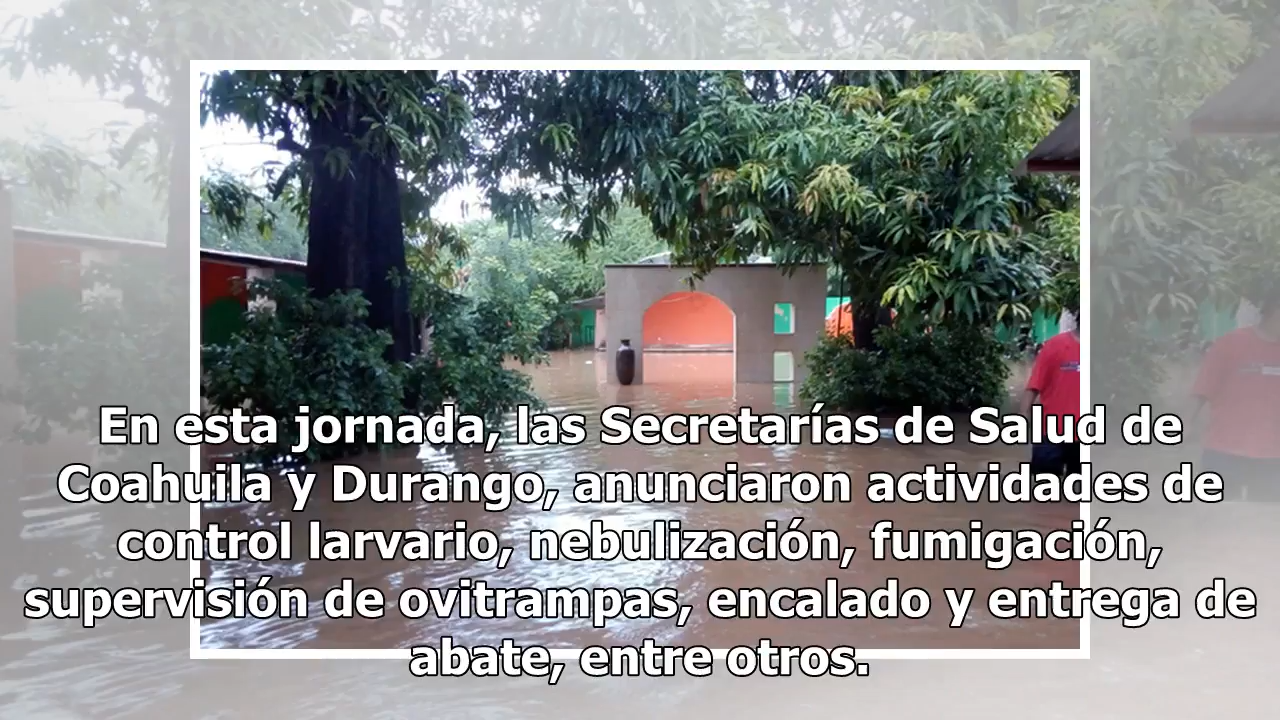 En esta jornada, las Secretarías de Salud de
Coahuila y Durango, anunciaron actividades de
control larvario, nebulización, fumigación,
supervisión de ovitrampas, encalado y entrega de
abate, entre otros.